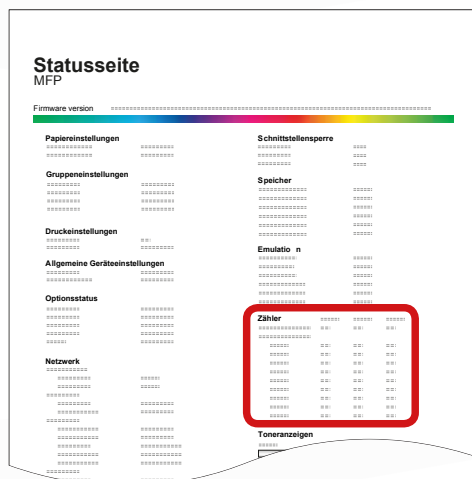 Statusseite
MFP
Firmware version
Papiereinstellungen
Gruppeneinstellungen
Druckeinstellungen
Allgemeine Geräteeinstellungen
Optionsstatus
Netzwerk
Schnittstellensperre
Speicher
Emulatio n
Zähler
Toneranzeigen